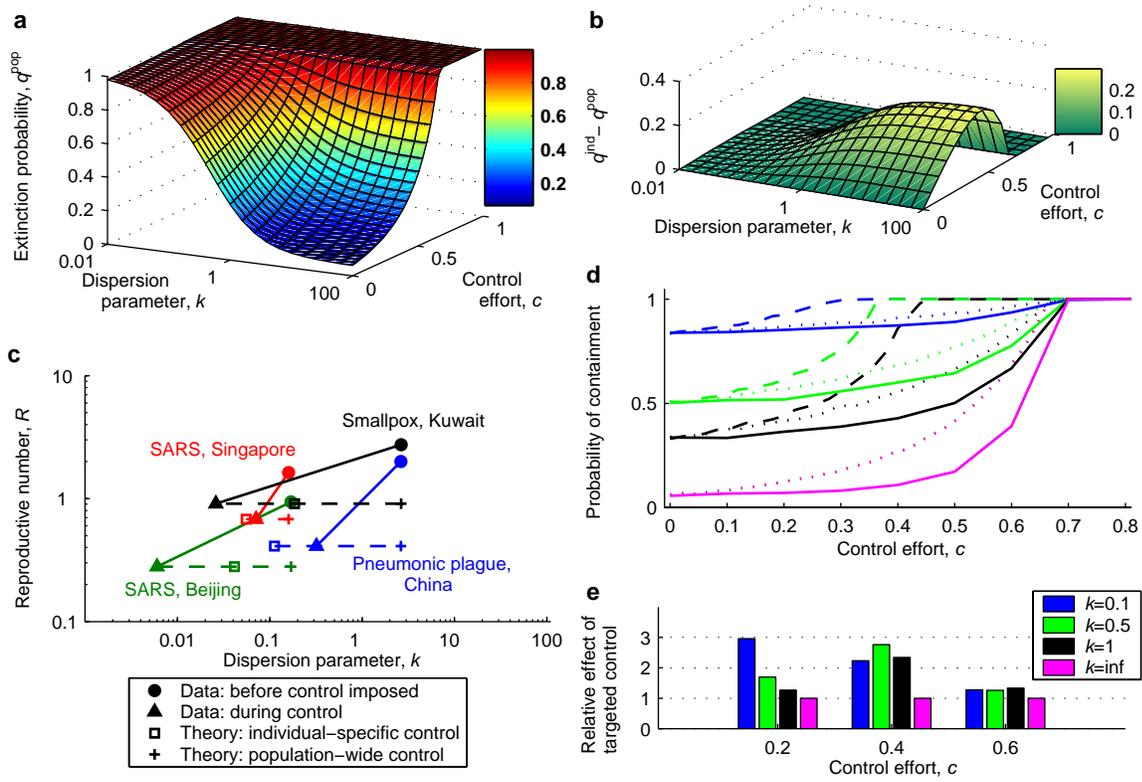 a
Extinction probability, q^pop
1
0.8
0.6
0.4
0.2
0
0.01
1
100
Dispersion
parameter, k
0
0.5
1
Control
effort, c
0.8
0.6
0.4
0.2
b
q^ind − q^pop
0.4
0.2
0
0.01
1
100
Dispersion parameter, k
0
0.5
1
Control
effort, c
0.2
0.1
0
c
Reproductive number, R
10
1
0.1
0.01
0.1
1
10
100
Dispersion parameter, k
Smallpox, Kuwait
SARS, Singapore
Pneumonic plague,
China
SARS, Beijing
Data: before control imposed
Data: during control
Theory: individual−specific control
Theory: population−wide control
d
Probability of containment
1
0.5
0
0
0.1
0.2
0.3
0.4
0.5
0.6
0.7
0.8
Control effort, c
e
Relative effect of
targeted control
3
2
1
0
0.2
0.4
0.6
Control effort, c
k=0.1
k=0.5
k=1
k=inf